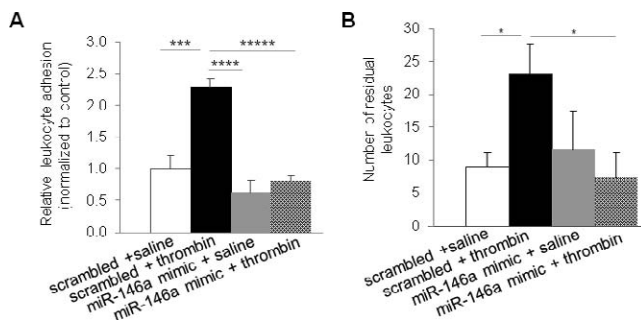 A
Relative leukocyte adhesion
(normalized to control)
3.0
2.5
2.0
1.5
1.0
0.5
0.0
***
*****
****
scrambled +saline
scrambled + thrombin
miR-146a mimic + saline
miR-146a mimic + thrombin
B
Number of residual
leukocytes
30
25
20
15
10
5
0
*
*
scrambled +saline
scrambled + thrombin
miR-146a mimic + saline
miR-146a mimic + thrombin